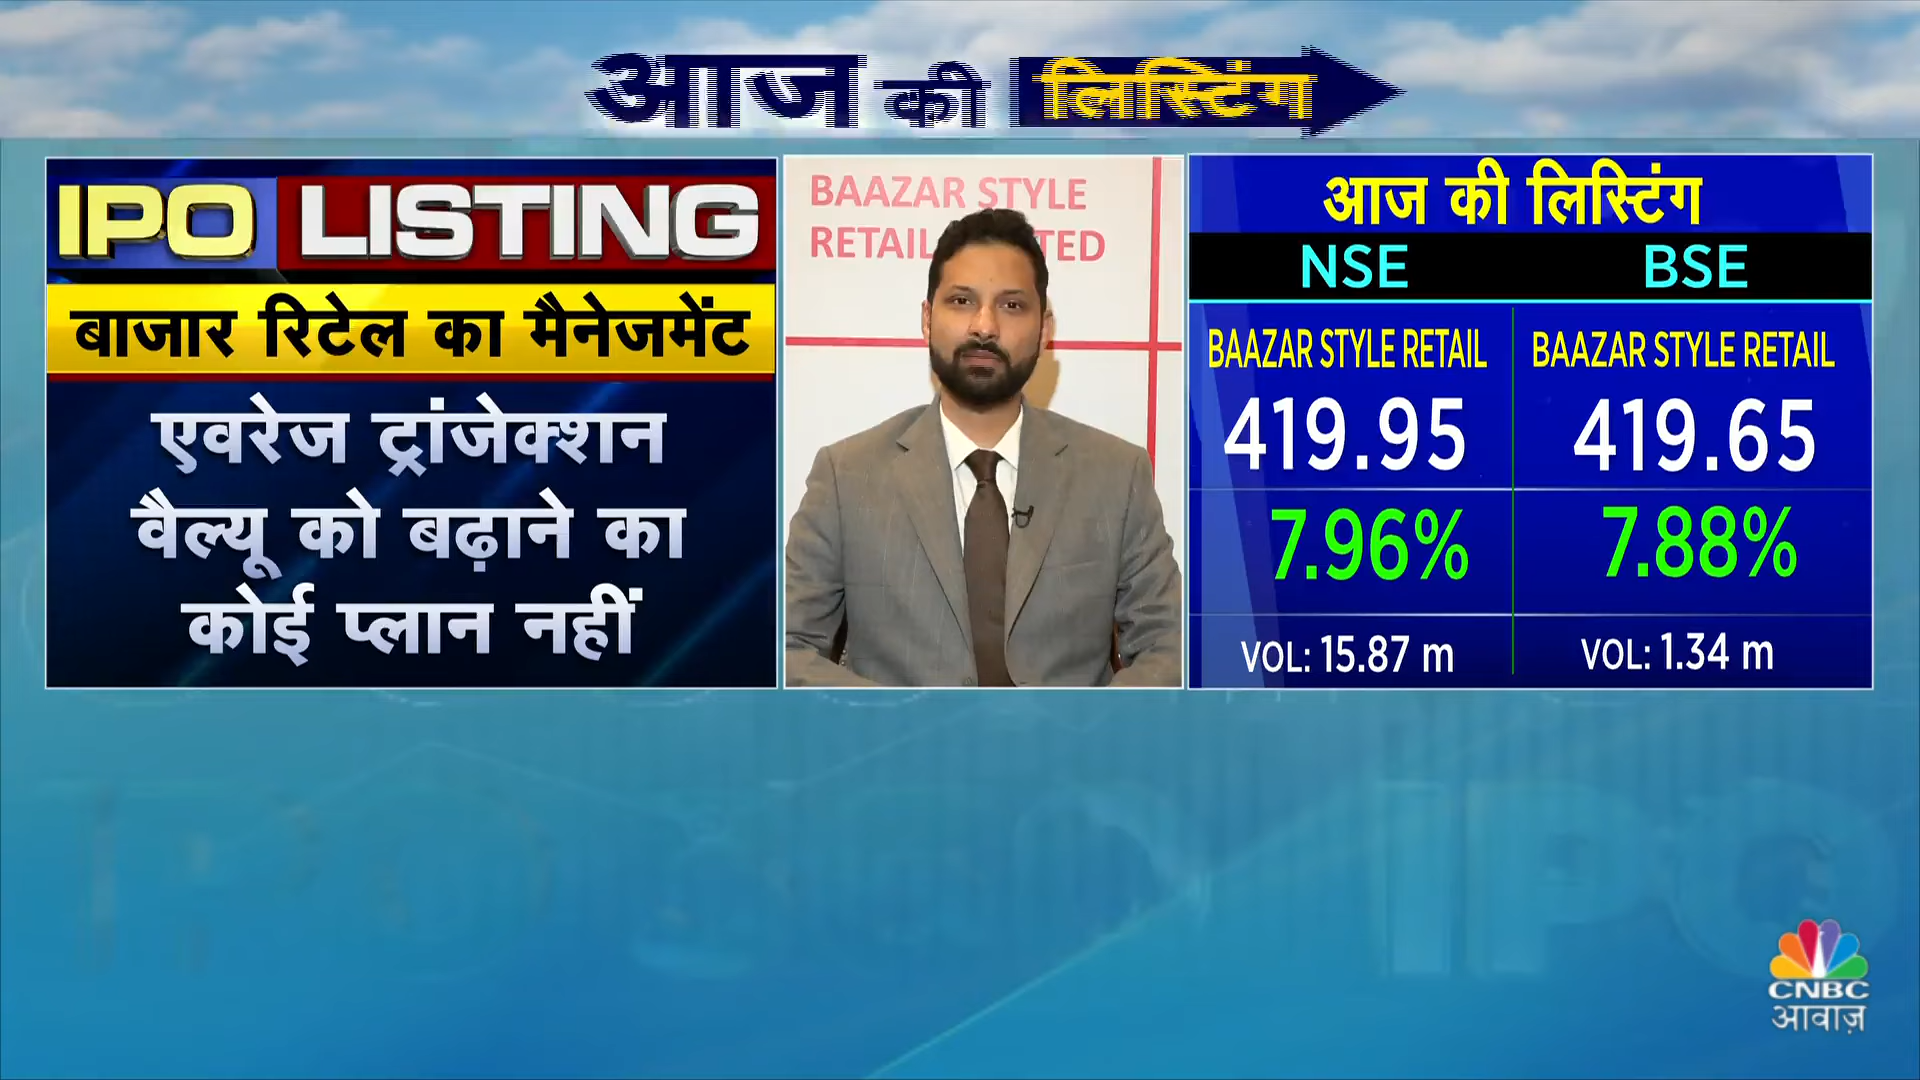 आज की लिस्टिंग
IPO LISTING
बाजार रिटेल का मैनेजमेंट
एवरेज ट्रांजेक्शन
वैल्यू को बढ़ाने का
कोई प्लान नहीं
BAAZAR STYLE
RETAIL TED
आज की लिस्टिंग
NSE BSE
BAAZAR STYLE RETAIL BAAZAR STYLE RETAIL
419.95 419.65
7.96% 7.88%
VOL: 15.87 m VOL: 1.34 m
IPO
CNBC
आवाज़